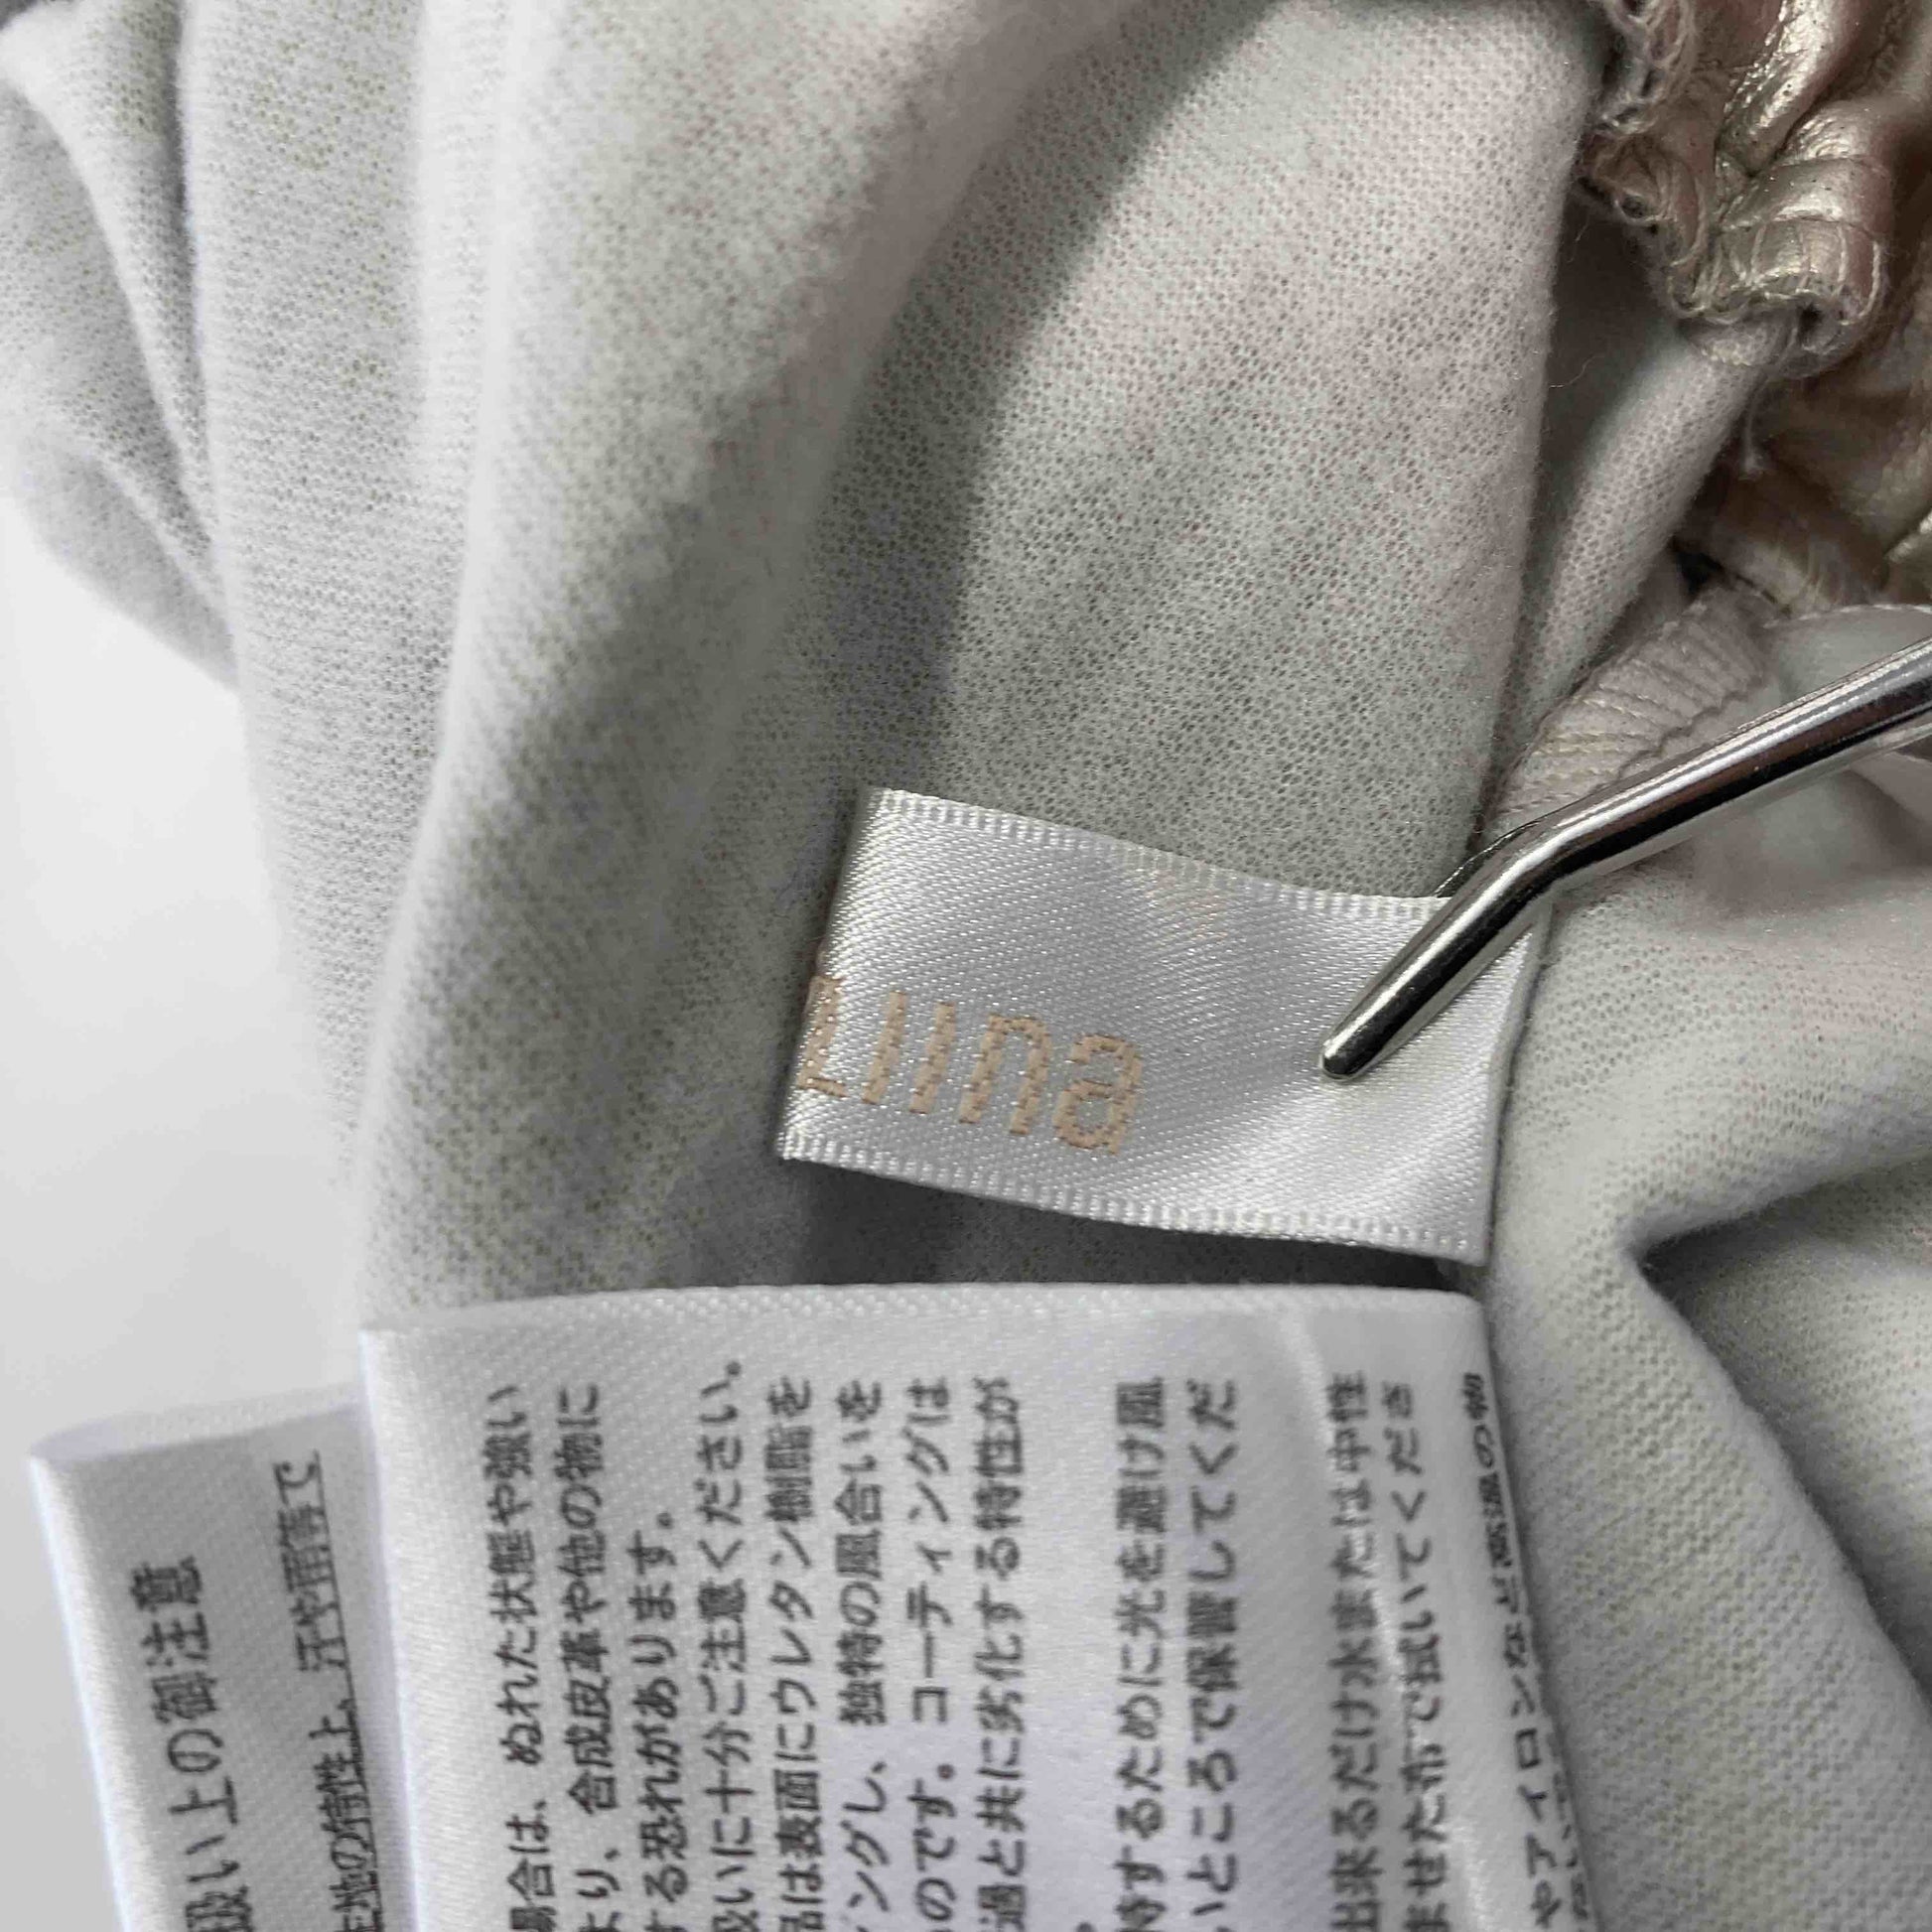 Liina
扱い上の御注意
生地の特性上、汗や雨等で
場合は、ぬれた状態や強い
より、合成皮革や他の物に
する恐れがあります。
扱いに十分ご注意ください。
品は表面にウレタン樹脂を
ィングし、独特の風合いを
のです。コーティングは
過と共に劣化する特性が
。
持するために光を避け風
いところで保管してくだ
出来るだけ水または中性
ませた布で拭いてくださ
やアイロン